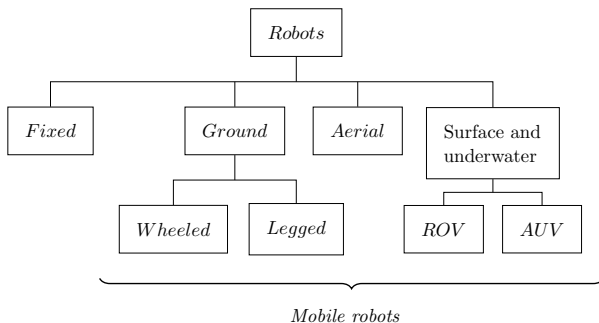 Robots
Fixed
Ground
Aerial
Surface and
underwater
Wheeled
Legged
ROV
AUV
Mobile robots